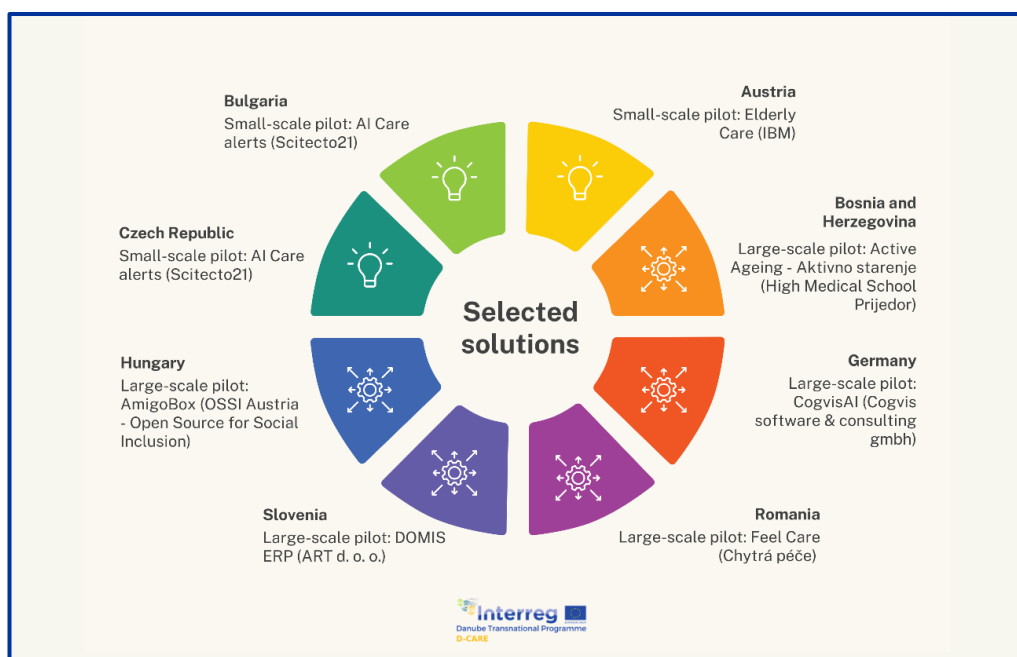 Bulgaria
Small-scale pilot: AI Care
alerts (Scitecto21)
Austria
Small-scale pilot: Elderly
Care (IBM)
Czech Republic
Small-scale pilot: AI Care
alerts (Scitecto21)
Bosnia and
Herzegovina
Large-scale pilot: Active
Ageing - Aktivno starenje
(High Medical School
Prijedor)
Selected
solutions
Hungary
Large-scale pilot:
AmigoBox (OSSI Austria
- Open Source for Social
Inclusion)
Germany
Large-scale pilot:
CogvisAI (Cogvis
software & consulting
gmbh)
Slovenia
Large-scale pilot: DOMIS
ERP (ART d. o. o.)
Romania
Large-scale pilot: Feel Care
(Chytrá péče)
Interreg
Danube Transnational Programme
D-CARE